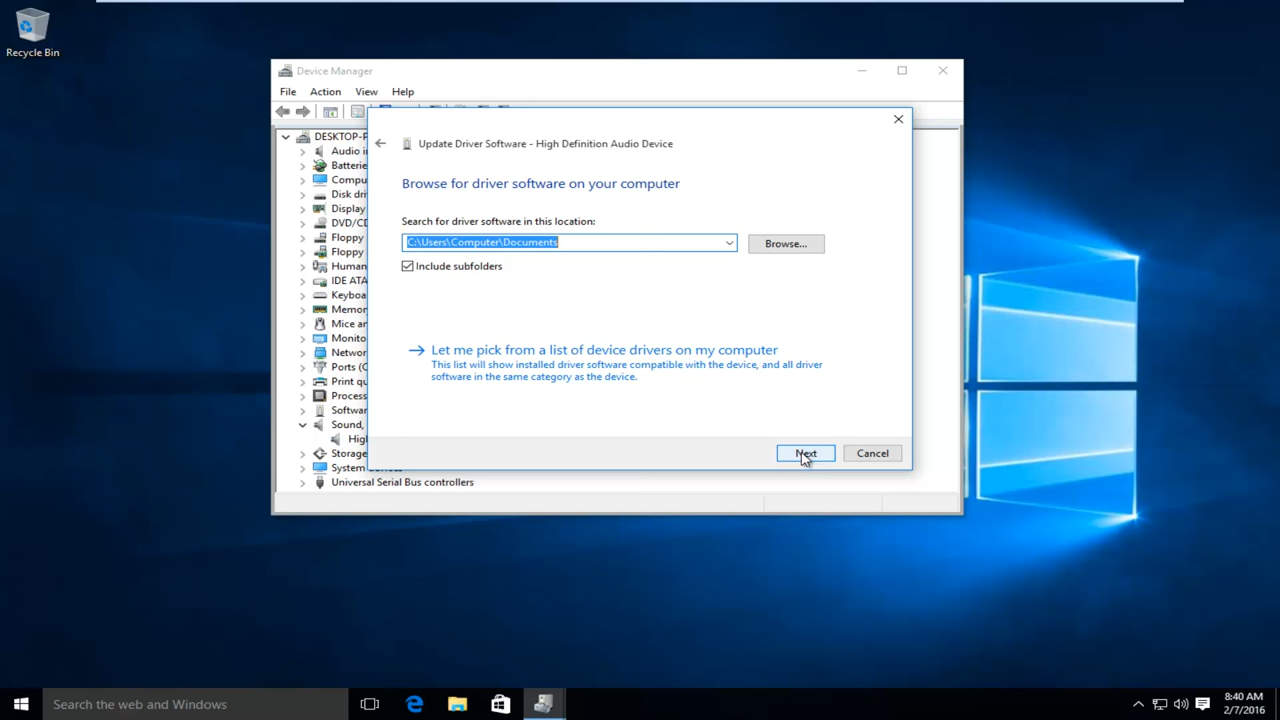 Recycle Bin
Device Manager
File Action View Help
Update Driver Software - High Definition Audio Device
DESKTOP-
Audio i
Batterie
Compu
Disk dri
Display
DVD/CD
Floppy
Floppy
Human
IDE ATA
Keyboa
Memor
Mice an
Monito
Network
Ports (C
Print qu
Process
Softwar
Sound,
Hig
Storage
System
Universal Serial Bus controllers
Browse for driver software on your computer
Search for driver software in this location:
C:\Users\Computer\Documents
Browse...
Include subfolders
Let me pick from a list of device drivers on my computer
This list will show installed driver software compatible with the device, and all driver
software in the same category as the device.
Next
Cancel
Search the web and Windows
8:40 AM
2/7/2016